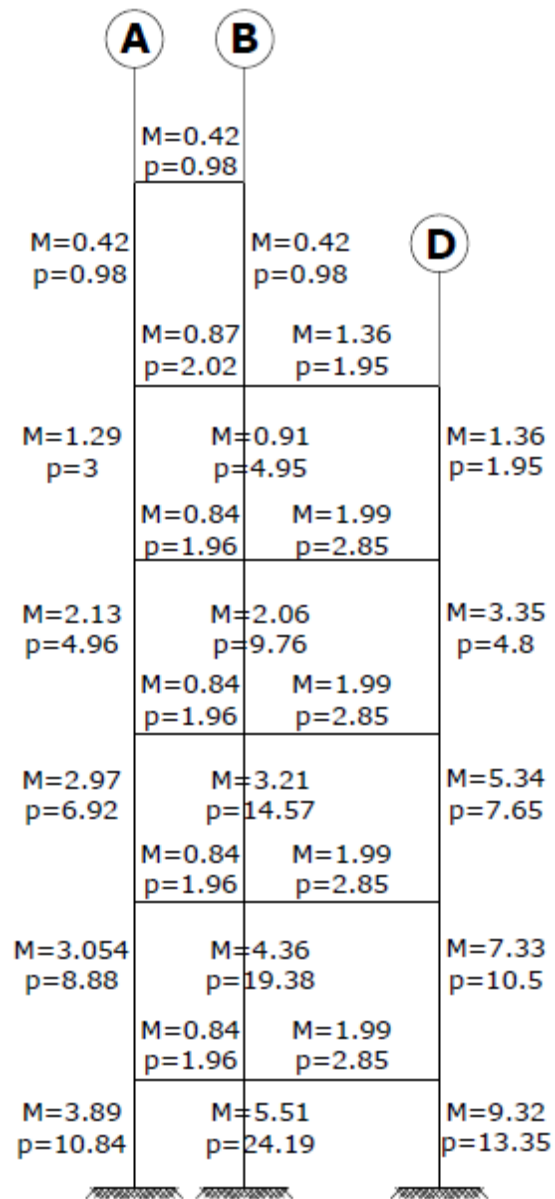 A B
M=0.42
p=0.98
D
M=0.42 M=0.42
p=0.98 p=0.98
M=0.87 M=1.36
p=2.02 p=1.95
M=1.29 M=0.91 M=1.36
p=3 p=4.95 p=1.95
M=0.84 M=1.99
p=1.96 p=2.85
M=2.13 M=2.06 M=3.35
p=4.96 p=9.76 p=4.8
M=0.84 M=1.99
p=1.96 p=2.85
M=2.97 M=3.21 M=5.34
p=6.92 p=14.57 p=7.65
M=0.84 M=1.99
p=1.96 p=2.85
M=3.054 M=4.36 M=7.33
p=8.88 p=19.38 p=10.5
M=0.84 M=1.99
p=1.96 p=2.85
M=3.89 M=5.51 M=9.32
p=10.84 p=24.19 p=13.35